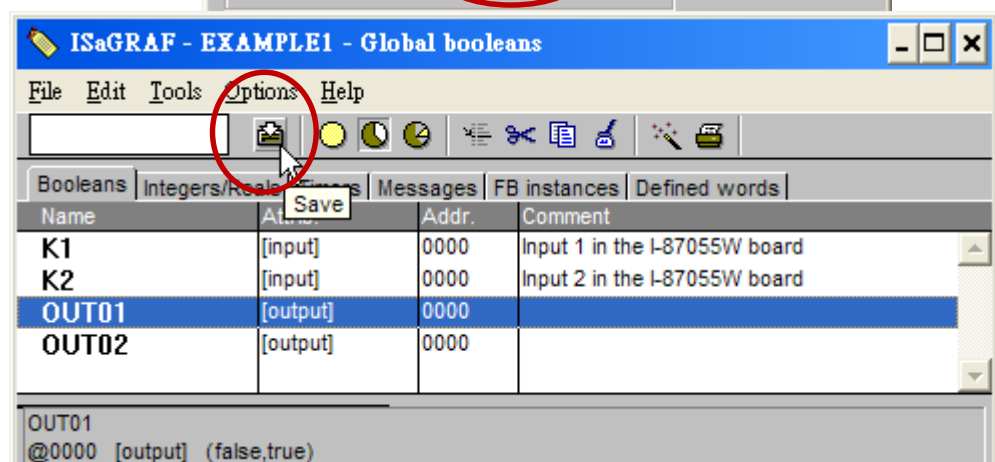 ISaGRAF - EXAMPLE1 - Global booleans
File Edit Tools Options Help
Booleans Integers/Reals Timers Messages FB instances Defined words
Save
Name Attrib. Addr. Comment
K1 [input] 0000 Input 1 in the I-87055W board
K2 [input] 0000 Input 2 in the I-87055W board
OUT01 [output] 0000
OUT02 [output] 0000
OUT01
@0000 [output] (false,true)